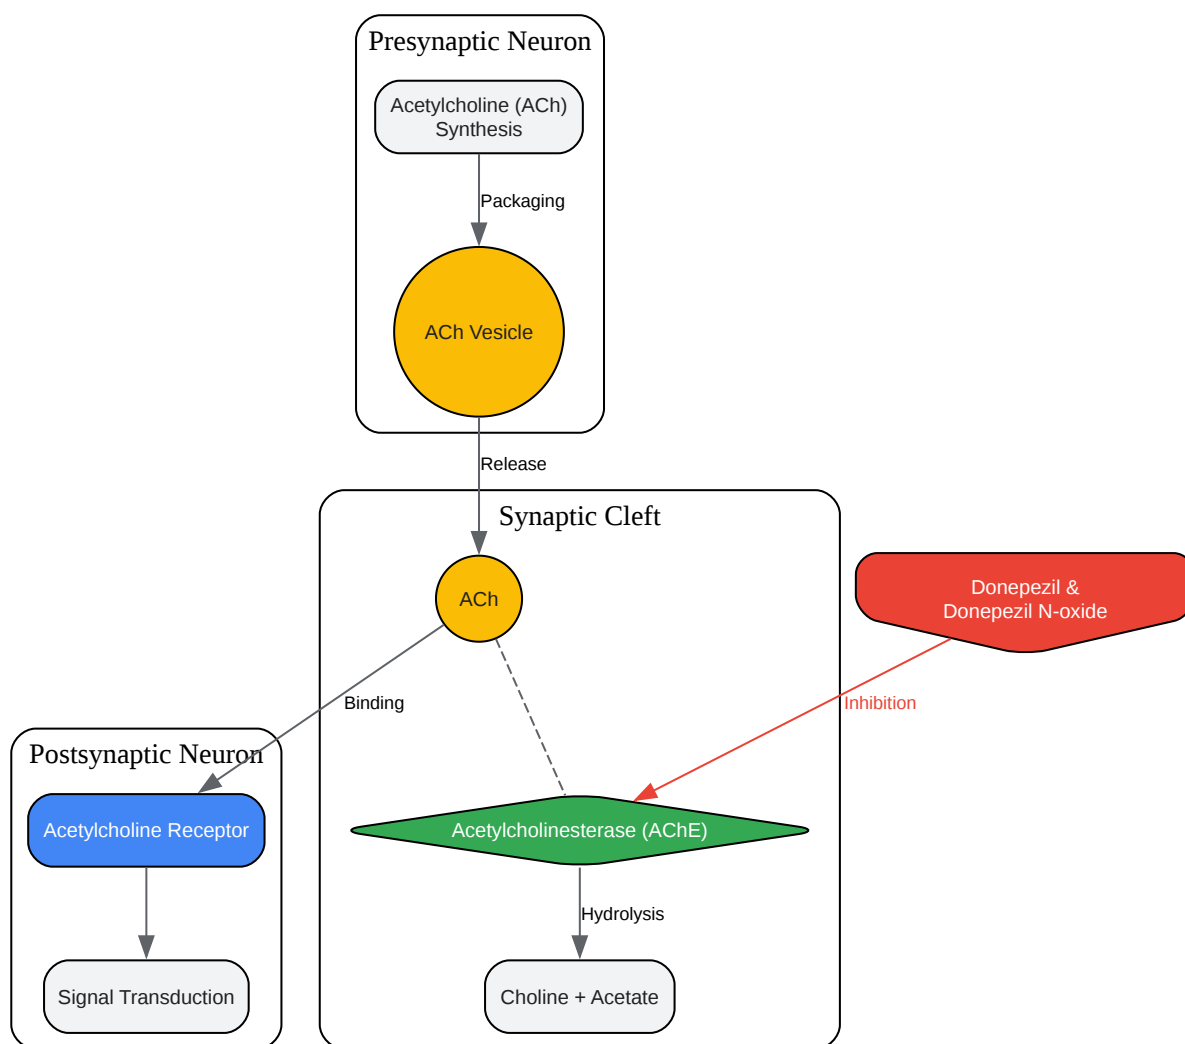 Presynaptic Neuron
Acetylcholine (ACh)
Synthesis
Packaging
ACh Vesicle
Release
Synaptic Cleft
ACh
Donepezil &
Donepezil N-oxide
Binding
Inhibition
Postsynaptic Neuron
Acetylcholine Receptor
Acetylcholinesterase (AChE)
Hydrolysis
Signal Transduction
Choline + Acetate